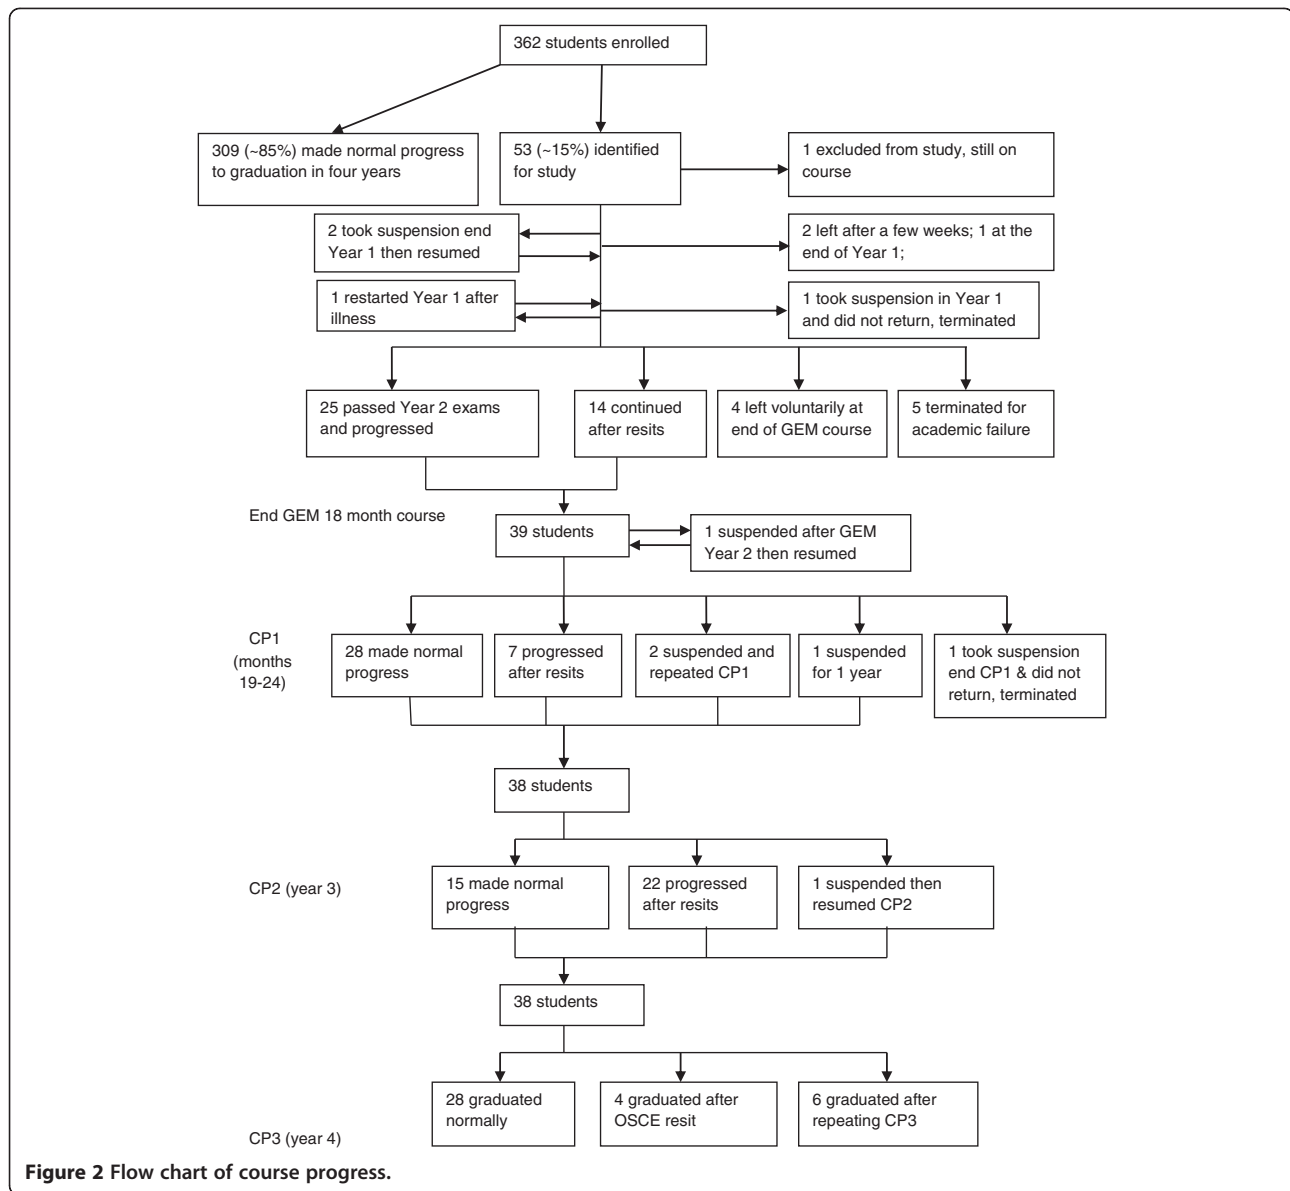 362 students enrolled
309 (~85%) made normal progress
to graduation in four years
53 (~15%) identified
for study
1 excluded from study, still on
course
2 took suspension end
Year 1 then resumed
2 left after a few weeks; 1 at the
end of Year 1;
1 restarted Year 1 after
illness
1 took suspension in Year 1
and did not return, terminated
25 passed Year 2 exams
and progressed
14 continued
after resits
4 left voluntarily at
end of GEM course
5 terminated for
academic failure
End GEM 18 month course
39 students
1 suspended after GEM
Year 2 then resumed
CP1
(months
19-24)
28 made normal
progress
7 progressed
after resits
2 suspended and
repeated CP1
1 suspended
for 1 year
1 took suspension
end CP1 & did not
return, terminated
38 students
CP2 (year 3)
15 made normal
progress
22 progressed
after resits
1 suspended then
resumed CP2
38 students
CP3 (year 4)
28 graduated
normally
4 graduated after
OSCE resit
6 graduated after
repeating CP3
Figure 2 Flow chart of course progress.